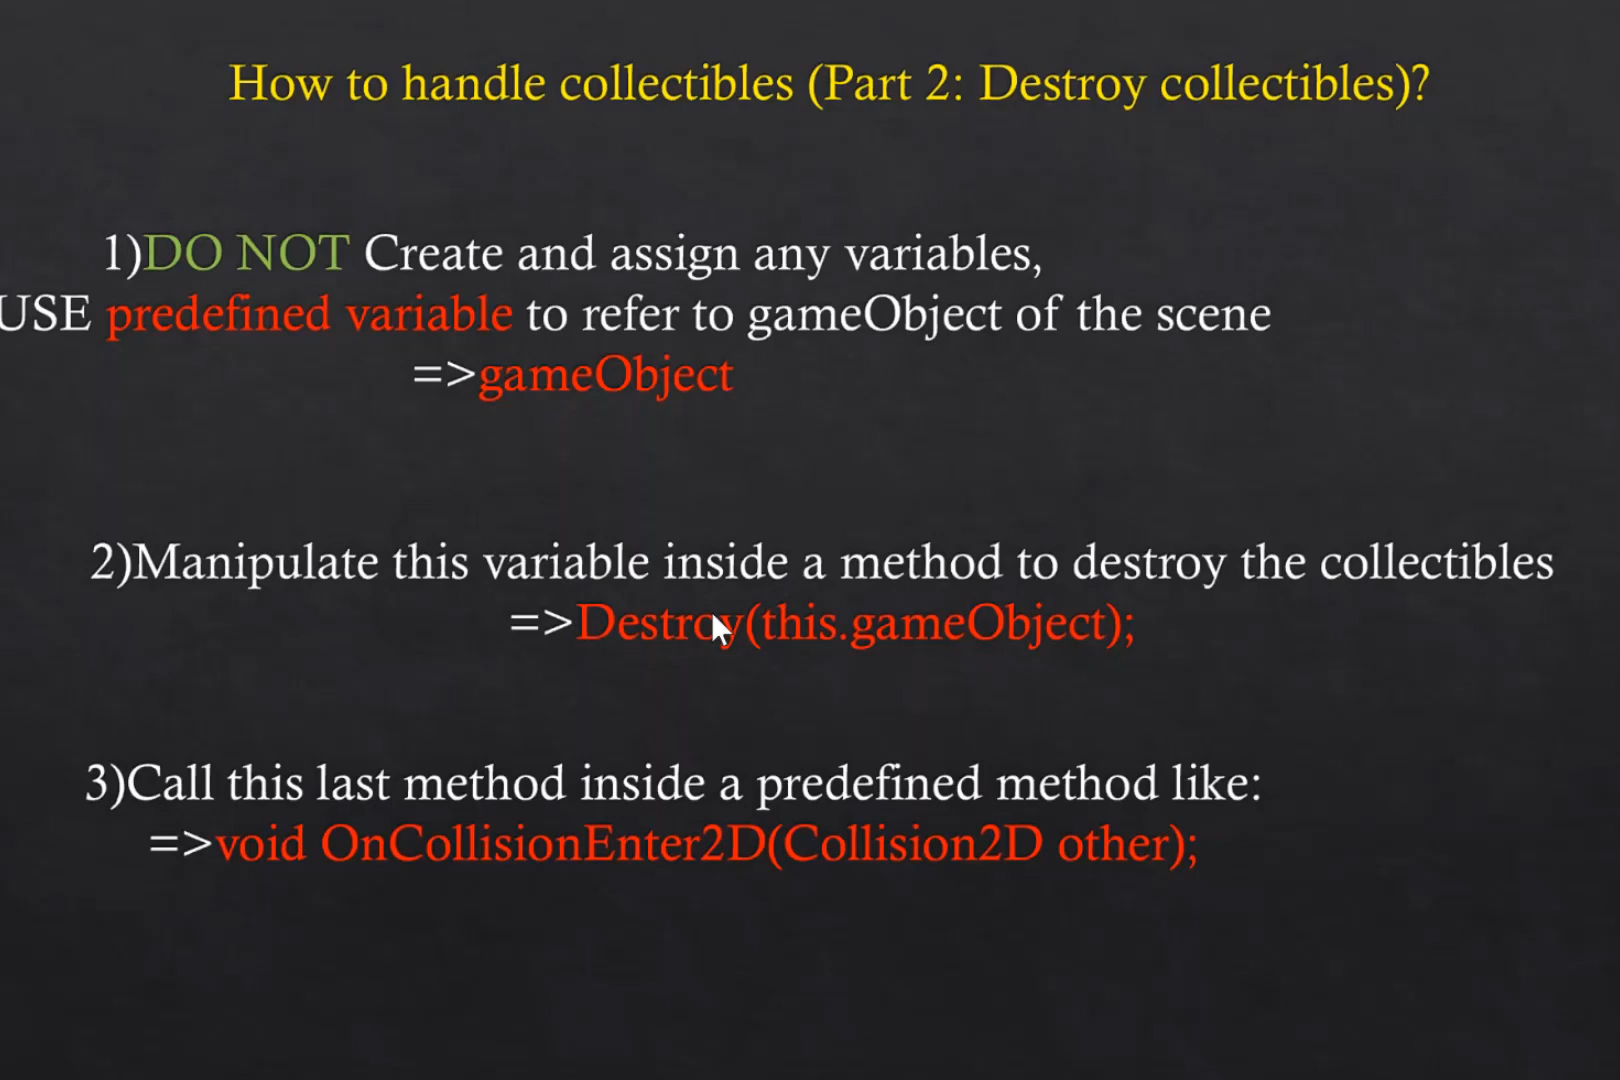 How to handle collectibles (Part 2: Destroy collectibles)?
1)DO NOT Create and assign any variables,
USE predefined variable to refer to gameObject of the scene
=>gameObject
2)Manipulate this variable inside a method to destroy the collectibles
=>Destroy(this.gameObject);
3)Call this last method inside a predefined method like:
=>void OnCollisionEnter2D(Collision2D other);